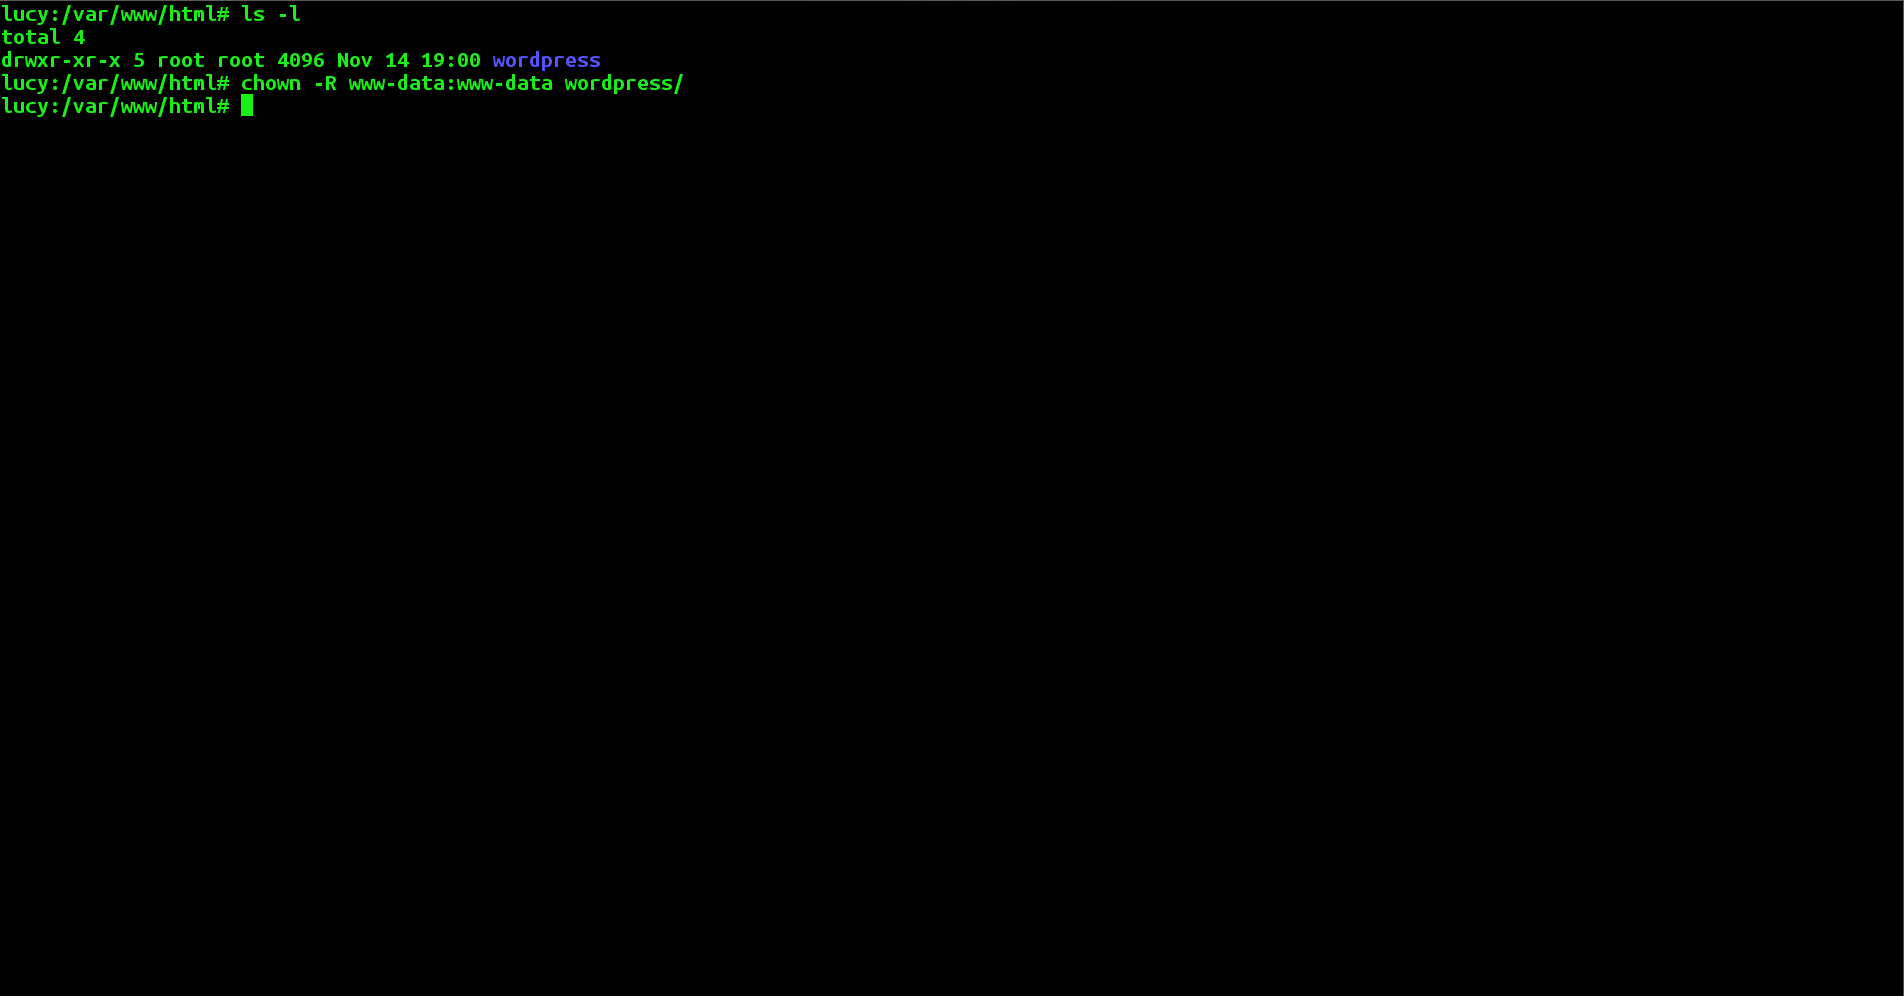 lucy:/var/www/html# ls -l
total 4
drwxr-xr-x 5 root root 4096 Nov 14 19:00 wordpress
lucy:/var/www/html# chown -R www-data:www-data wordpress/
lucy:/var/www/html#